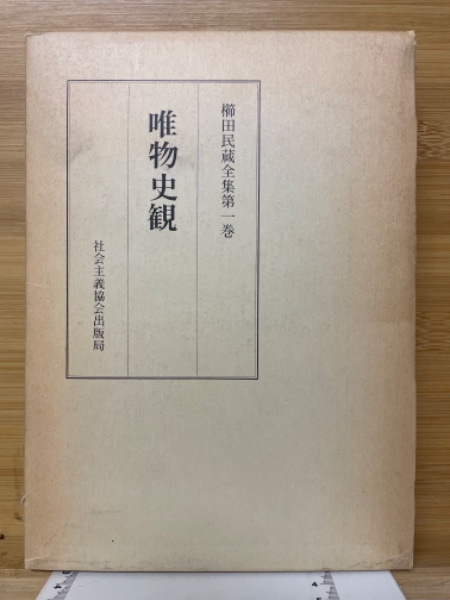 櫛田民蔵全集第一巻
唯物史観
社会主義協会出版局